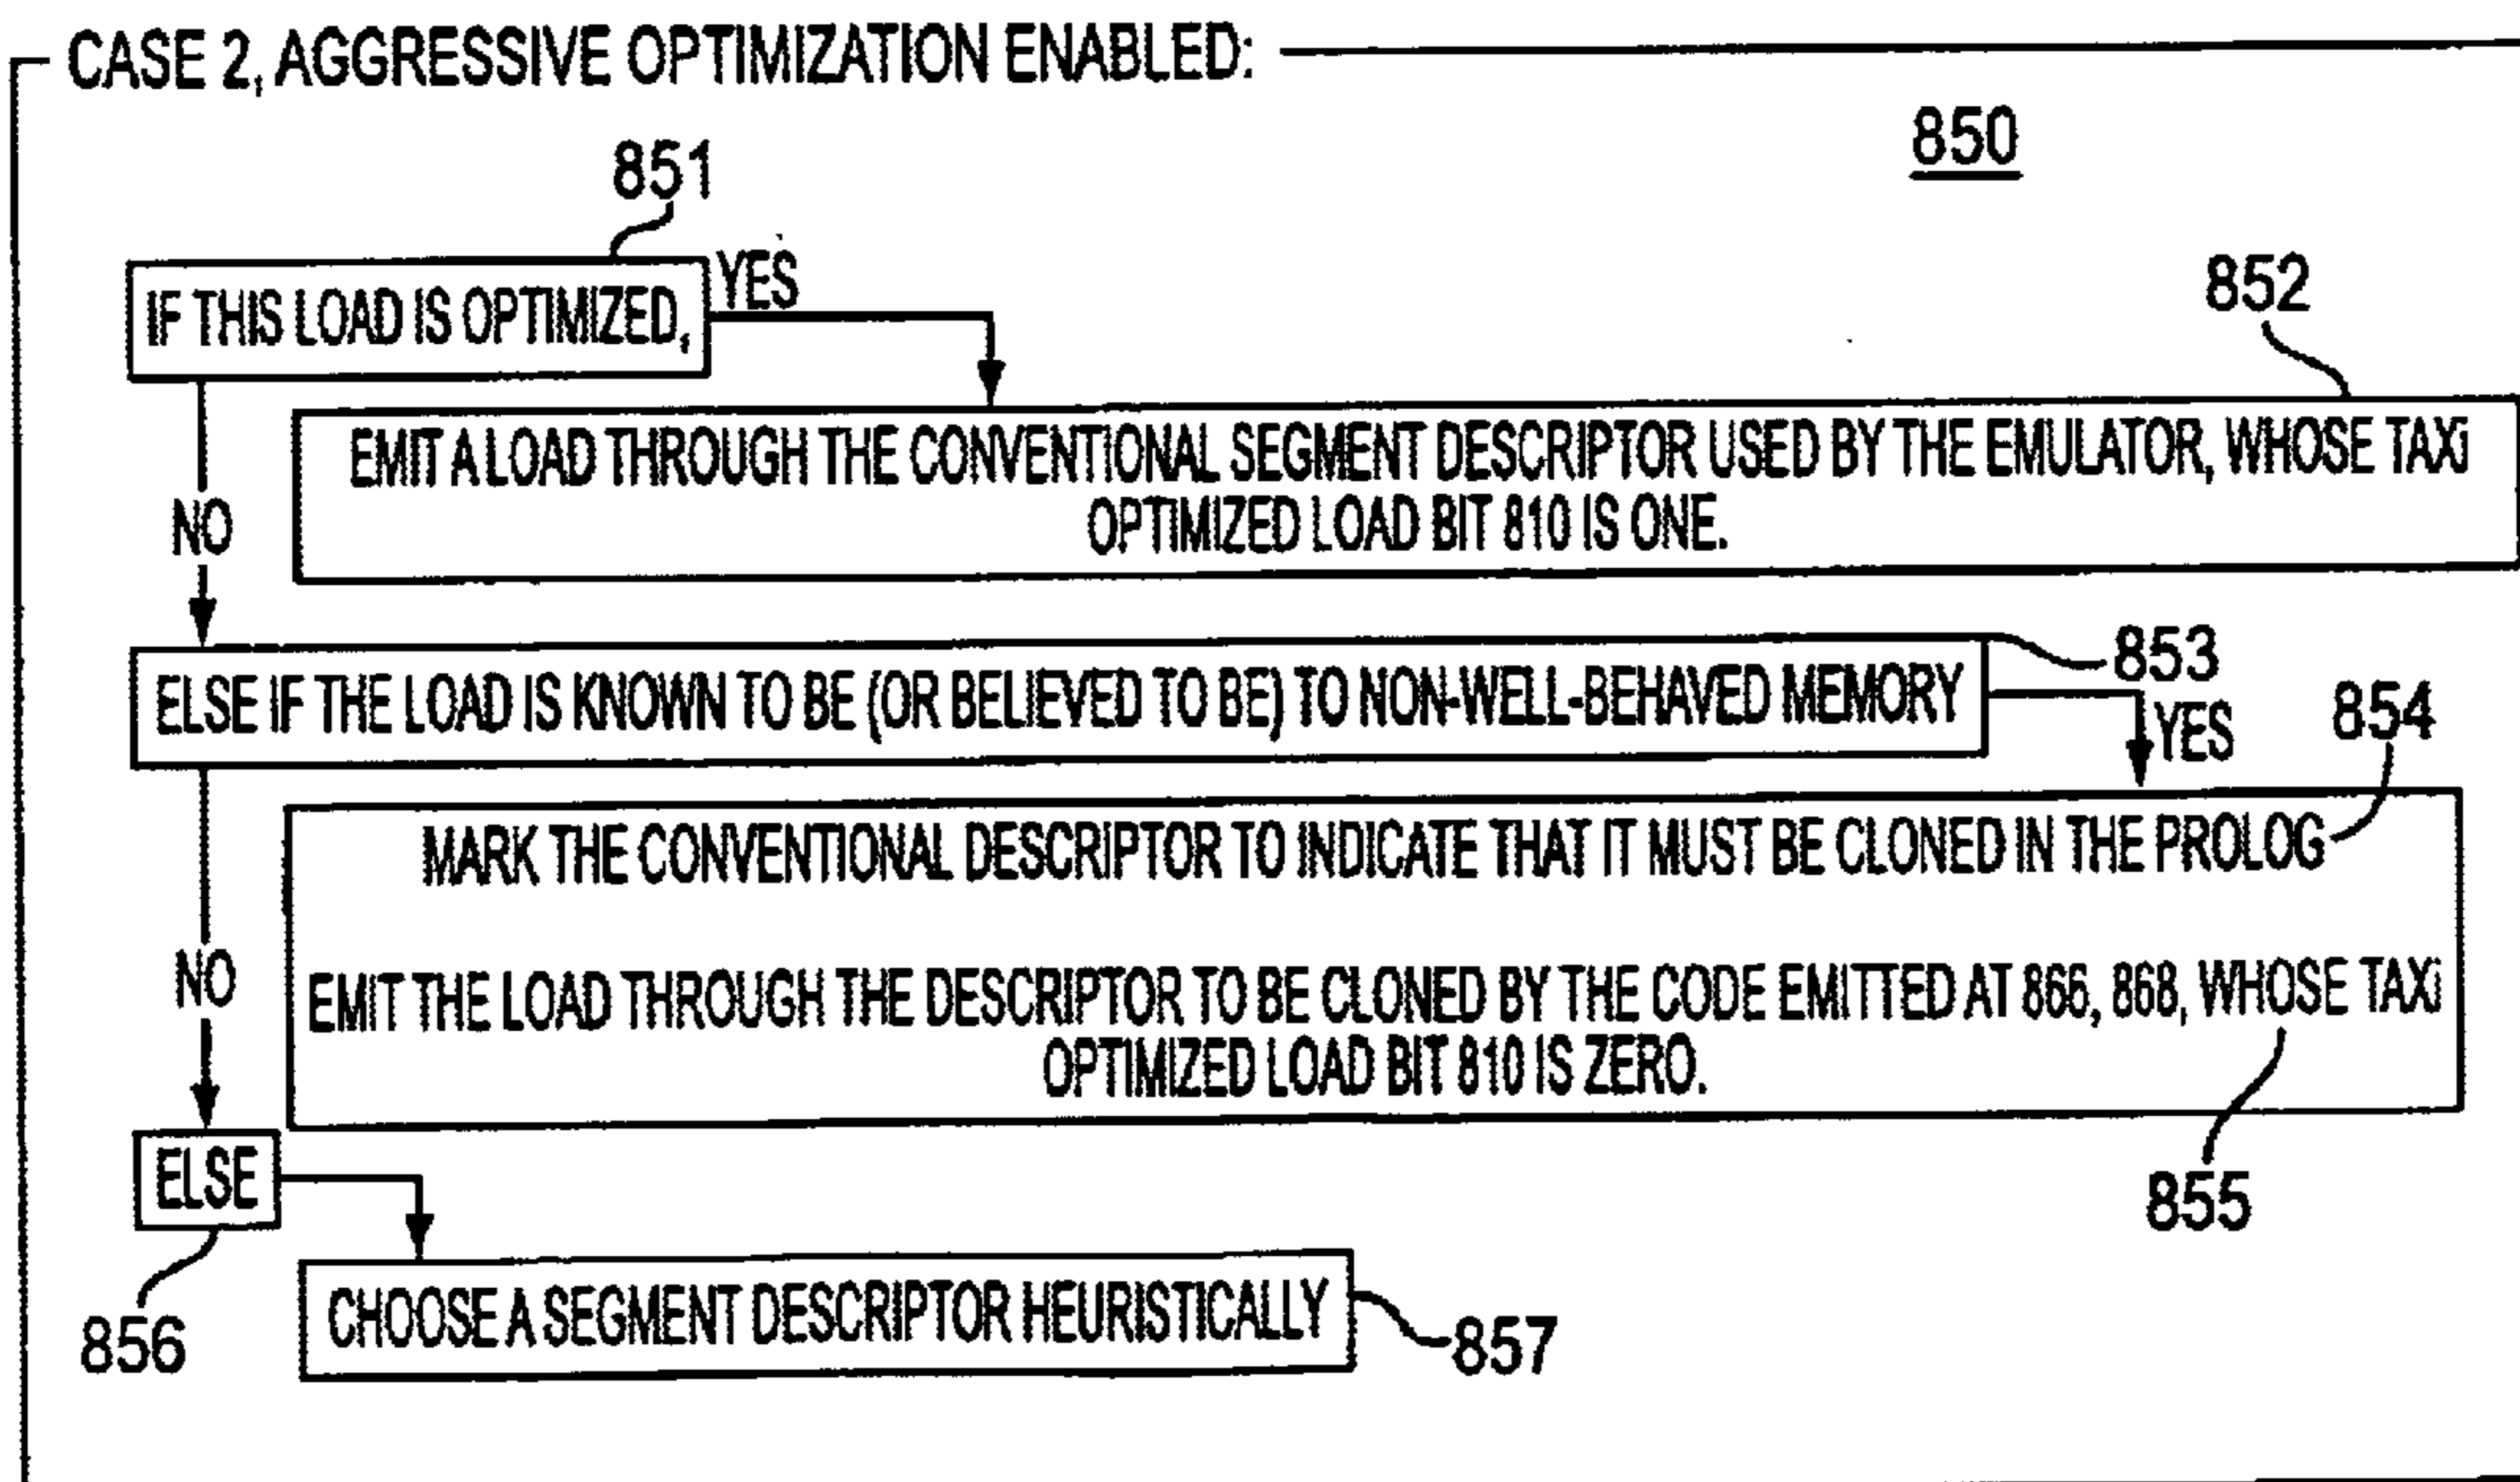 CASE 2, AGGRESSIVE OPTIMIZATION ENABLED:
850
851
IF THIS LOAD IS OPTIMIZED,
YES
852
EMIT A LOAD THROUGH THE CONVENTIONAL SEGMENT DESCRIPTOR USED BY THE EMULATOR, WHOSE TAXi
OPTIMIZED LOAD BIT 810 IS ONE.
NO
853
ELSE IF THE LOAD IS KNOWN TO BE (OR BELIEVED TO BE) TO NON-WELL-BEHAVED MEMORY
YES
854
MARK THE CONVENTIONAL DESCRIPTOR TO INDICATE THAT IT MUST BE CLONED IN THE PROLOG
EMIT THE LOAD THROUGH THE DESCRIPTOR TO BE CLONED BY THE CODE EMITTED AT 866, 868, WHOSE TAXi
OPTIMIZED LOAD BIT 810 IS ZERO.
NO
855
ELSE
856
CHOOSE A SEGMENT DESCRIPTOR HEURISTICALLY
857